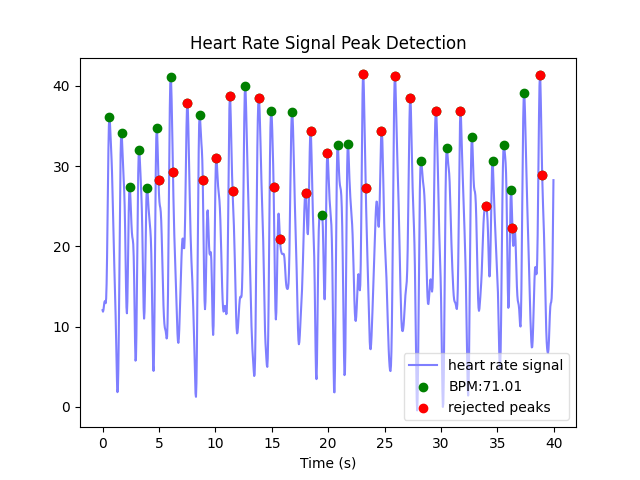 Heart Rate Signal Peak Detection
40
30
20
10
0
heart rate signal
BPM:71.01
rejected peaks
0 5 10 15 20 25 30 35 40
Time (s)